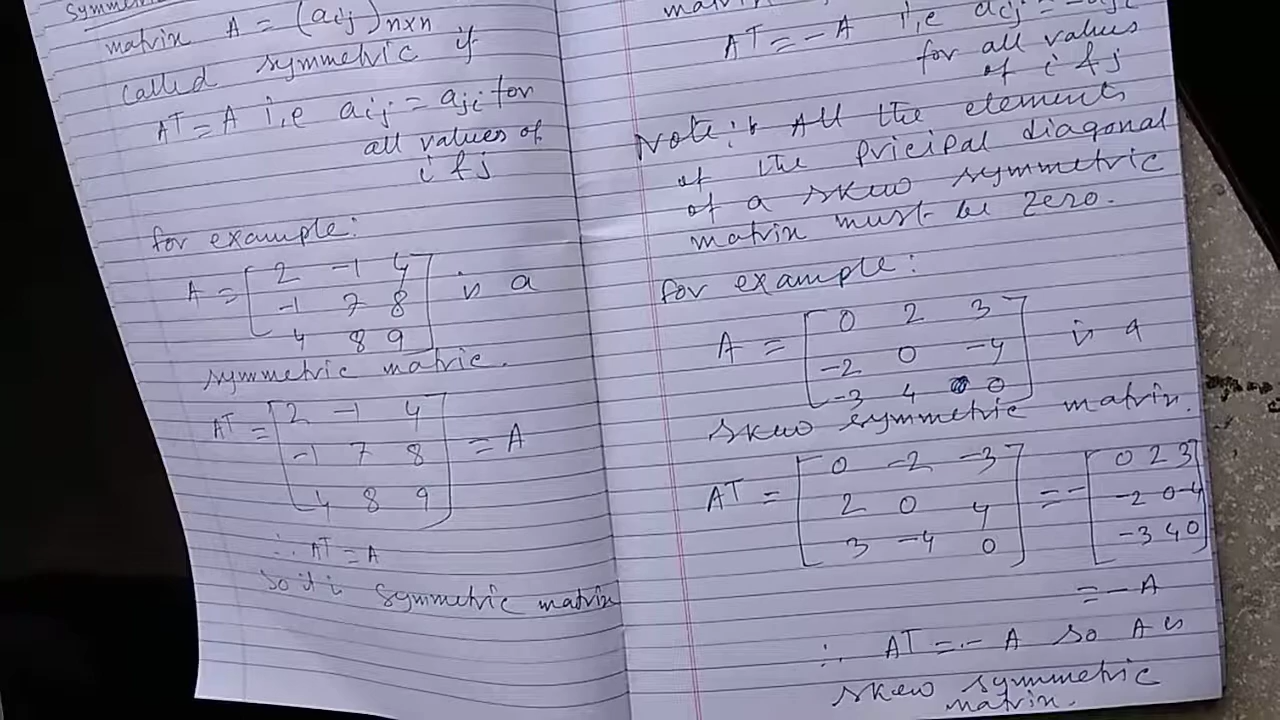 Symmetric
matrix A = (aij)n×n
called symmetric if
AT = A i,e aij = aji for
all values of
i & j
for example:
A = [ 2 -1 4
-1 7 8
4 8 9 ] is a
symmetric matric.
AT = [ 2 -1 4
-1 7 8
4 8 9 ] = A
∴ AT = A
so it is symmetric matrix
matrix
AT = -A i,e aij = -aji
for all values
of i & j
Note: All the elements
of the pricipal diagonal
of a skew symmetric
matrix must be zero.
for example:
A = [ 0 2 3
-2 0 -4
-3 4 0 ] is a
skew symmetric matrix.
AT = [ 0 -2 -3
2 0 4
3 -4 0 ] = - [ 0 2 3
-2 0 -4
-3 4 0 ]
= -A
∴ AT = - A so A is
skew symmetric
matrix.